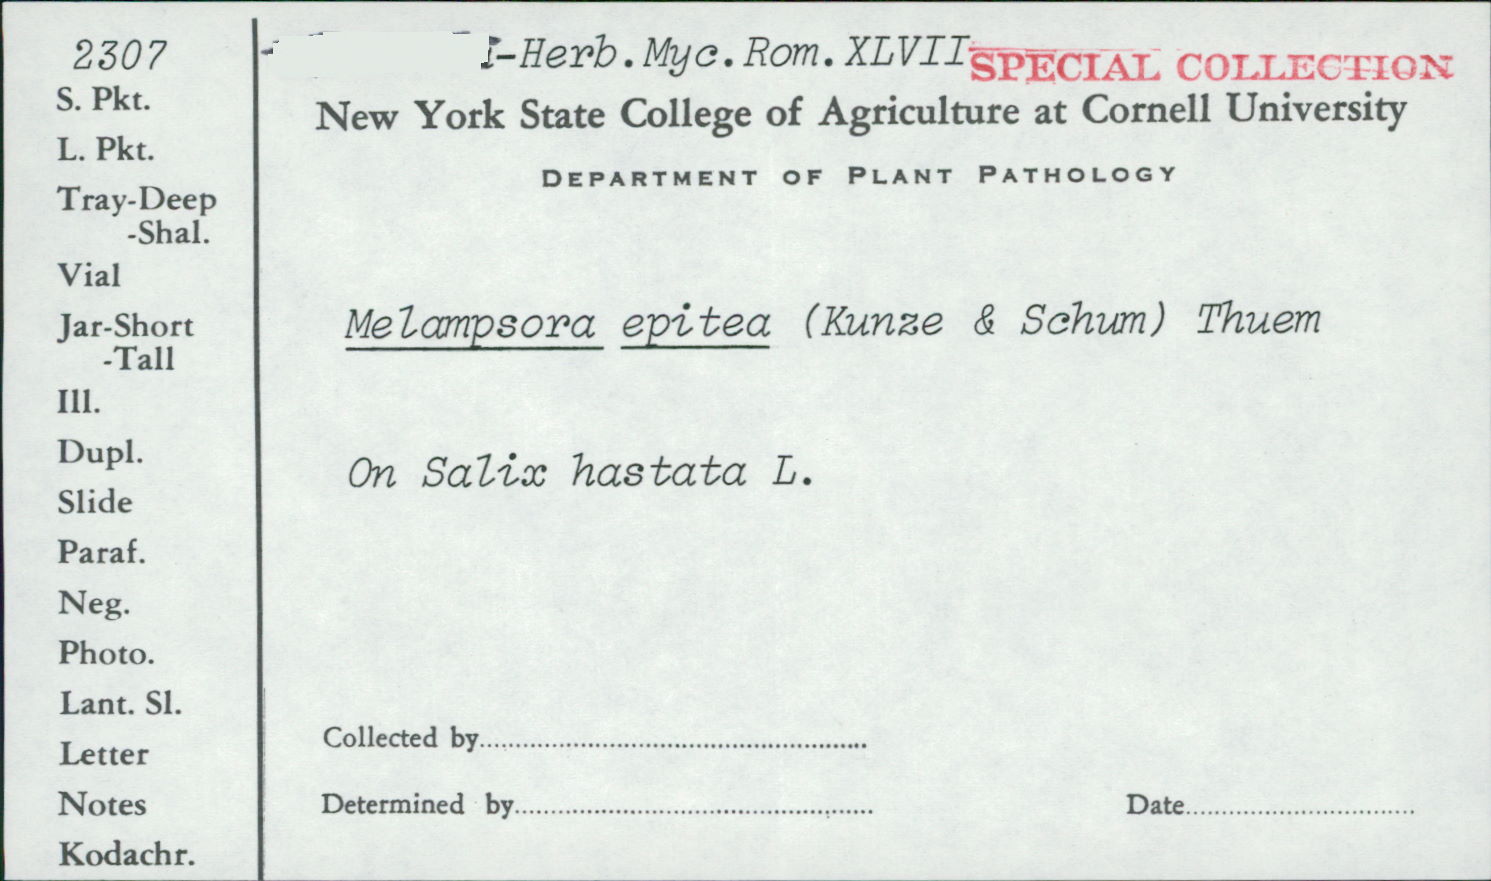 2307
-Herb.Myc.Rom.XLVII
SPECIAL COLLECTION
New York State College of Agriculture at Cornell University
DEPARTMENT OF PLANT PATHOLOGY
S. Pkt.
L. Pkt.
Tray-Deep
-Shal.
Vial
Jar-Short
-Tall
Ill.
Dupl.
Slide
Paraf.
Neg.
Photo.
Lant. Sl.
Letter
Notes
Kodachr.
Melampsora epitea (Kunze & Schum) Thuem
On Salix hastata L.
Collected by
Determined by
Date